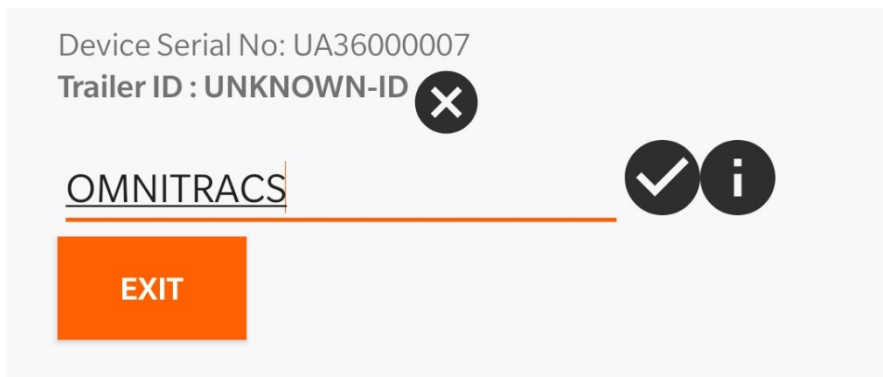 Device Serial No: UA36000007
Trailer ID : UNKNOWN-ID
OMNITRACS
EXIT